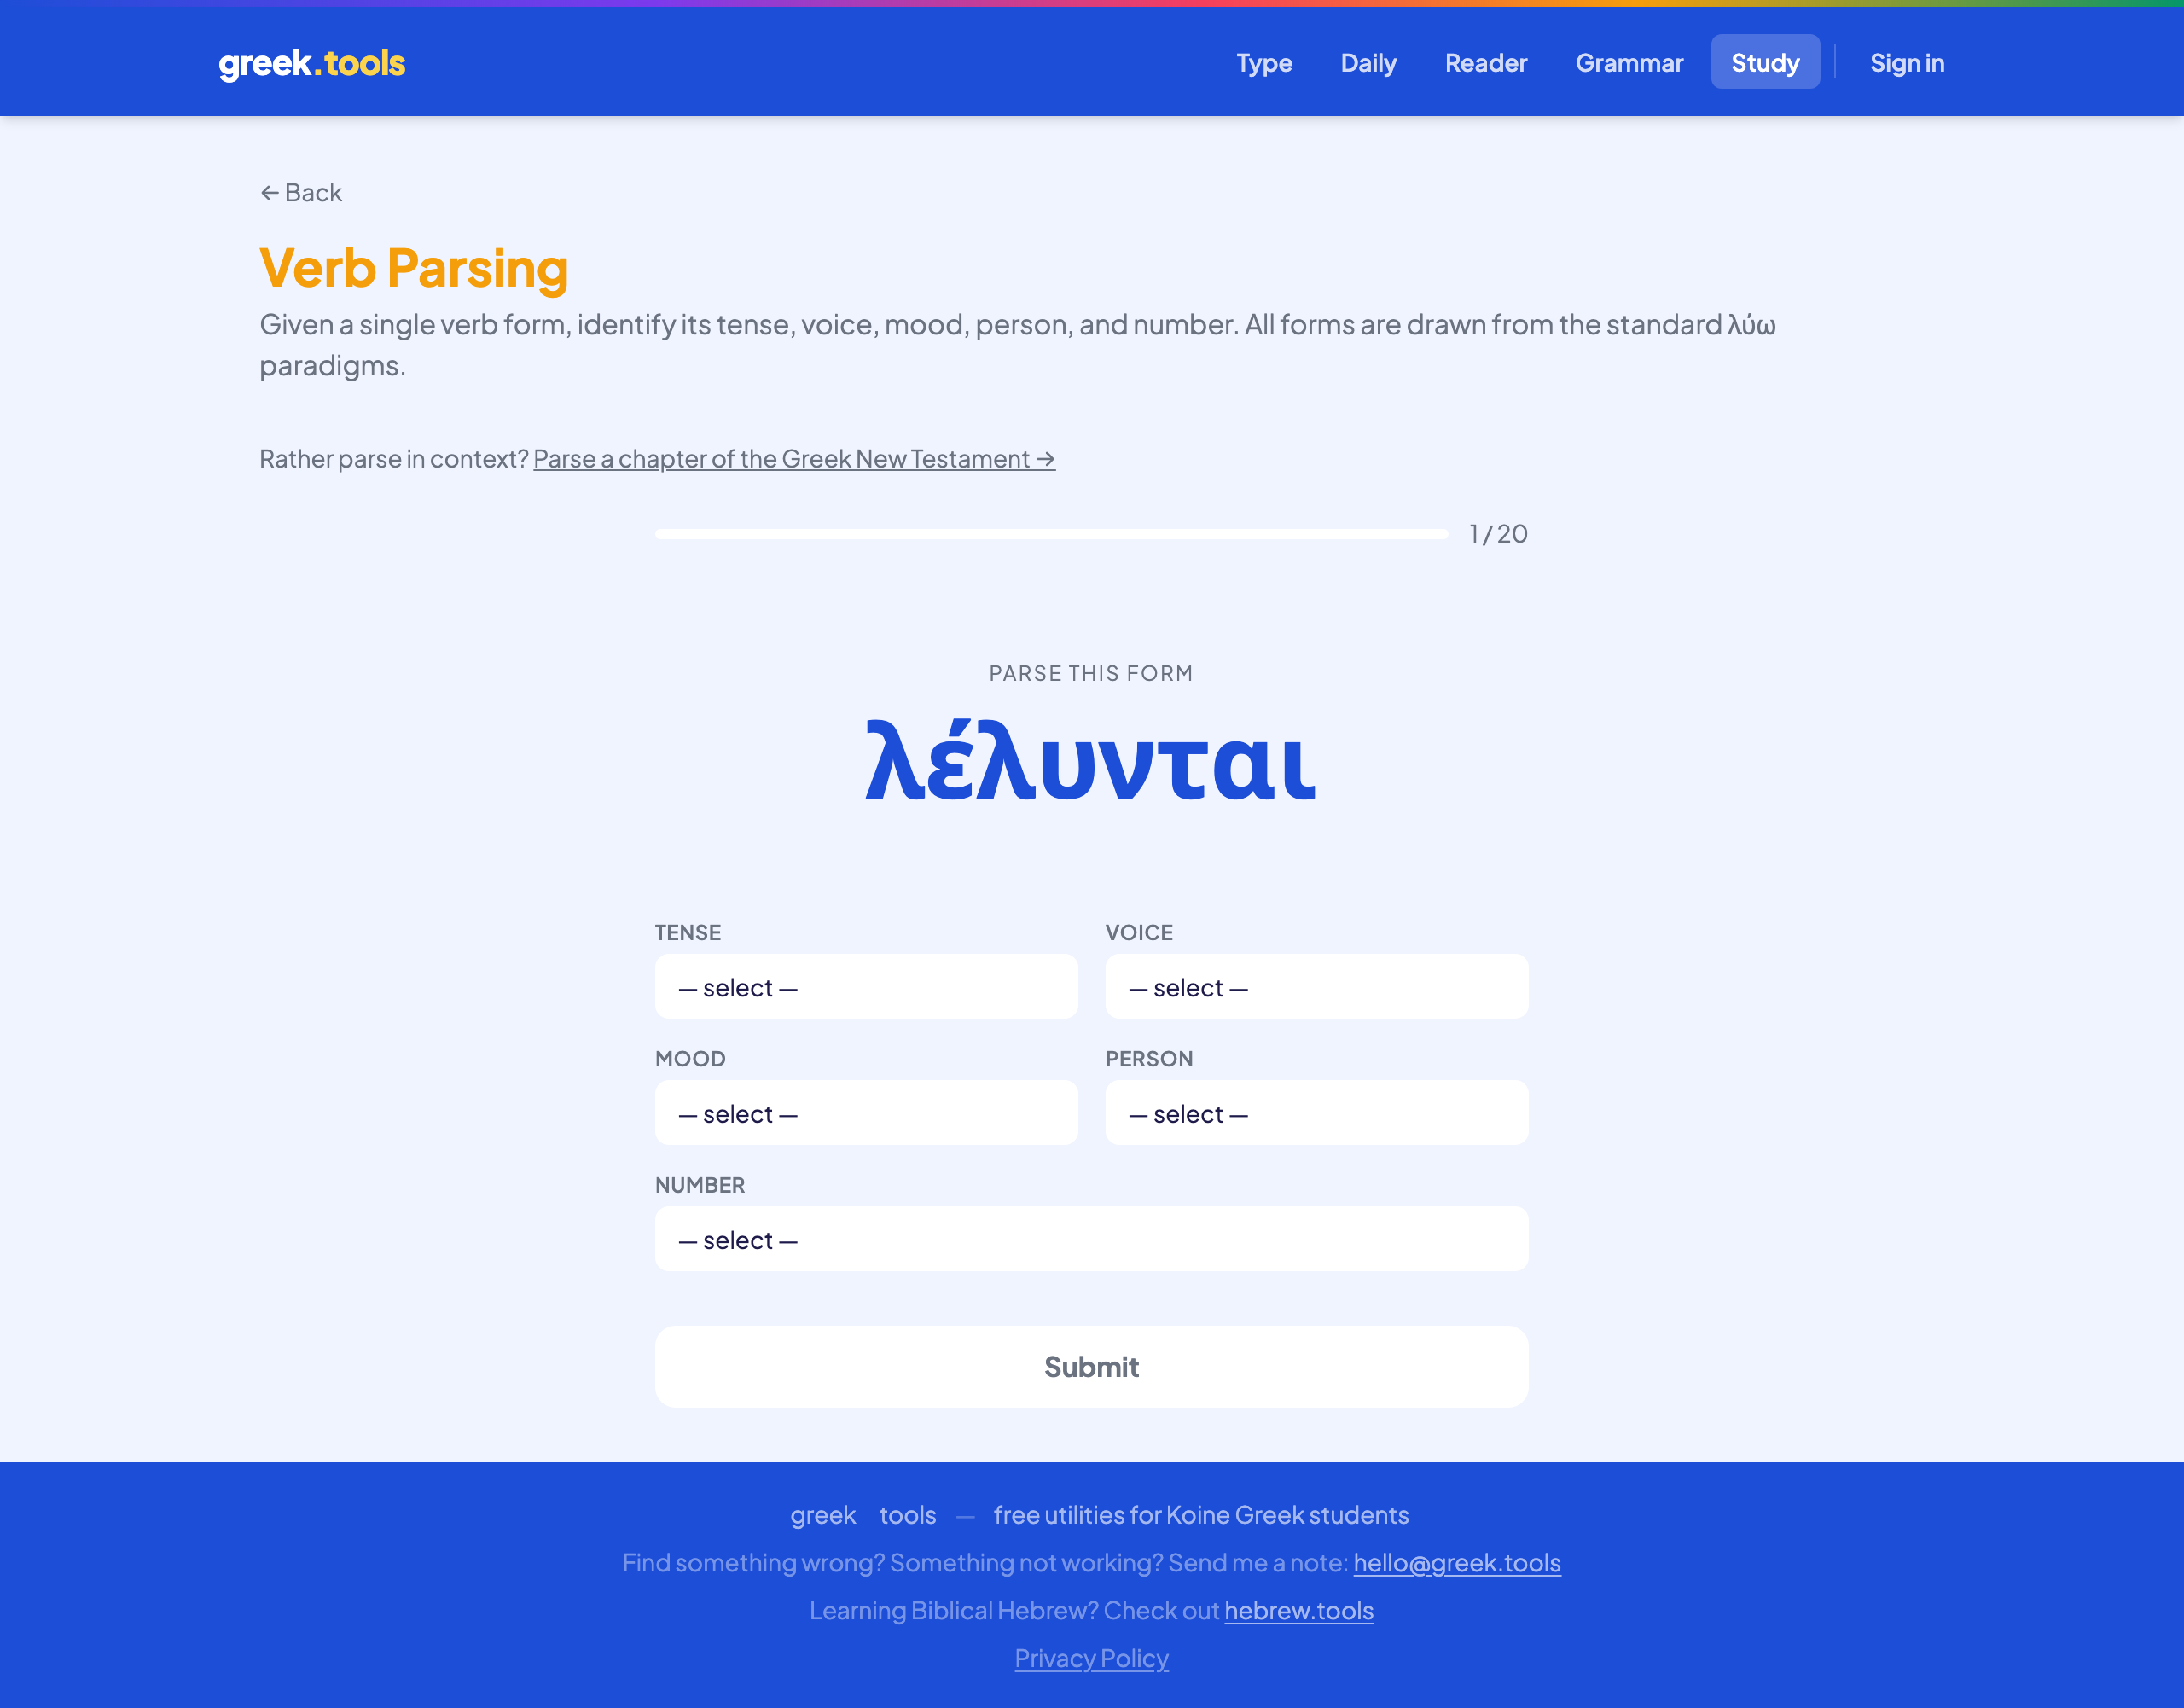 greek.tools
Type Daily Reader Grammar Study Sign in
← Back
Verb Parsing
Given a single verb form, identify its tense, voice, mood, person, and number. All forms are drawn from the standard λύω
paradigms.
Rather parse in context? Parse a chapter of the Greek New Testament →
1 / 20
PARSE THIS FORM
λέλυνται
TENSE VOICE
— select — — select —
MOOD PERSON
— select — — select —
NUMBER
— select —
Submit
greek tools — free utilities for Koine Greek students
Find something wrong? Something not working? Send me a note: hello@greek.tools
Learning Biblical Hebrew? Check out hebrew.tools
Privacy Policy